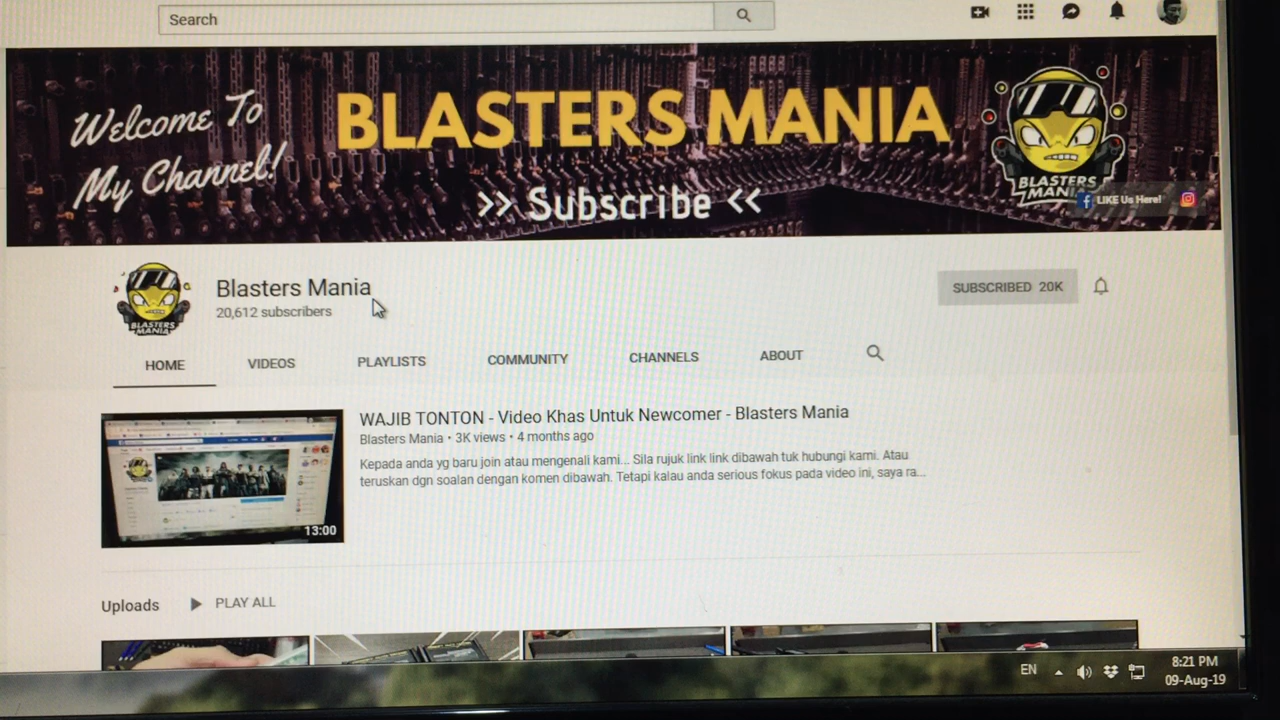 Search
Welcome To
My Channel!
BLASTERS MANIA
>> Subscribe <<
BLASTERS
MANI
LIKE Us Here!
Blasters Mania
20,612 subscribers
BLASTERS
MANIA
SUBSCRIBED 20K
HOME VIDEOS PLAYLISTS COMMUNITY CHANNELS ABOUT
WAJIB TONTON - Video Khas Untuk Newcomer - Blasters Mania
Blasters Mania • 3K views • 4 months ago
Kepada anda yg baru join atau mengenali kami... Sila rujuk link link dibawah tuk hubungi kami. Atau
teruskan dgn soalan dengan komen dibawah. Tetapi kalau anda serious fokus pada video ini, saya ra...
13:00
Uploads PLAY ALL
EN
8:21 PM
09-Aug-19